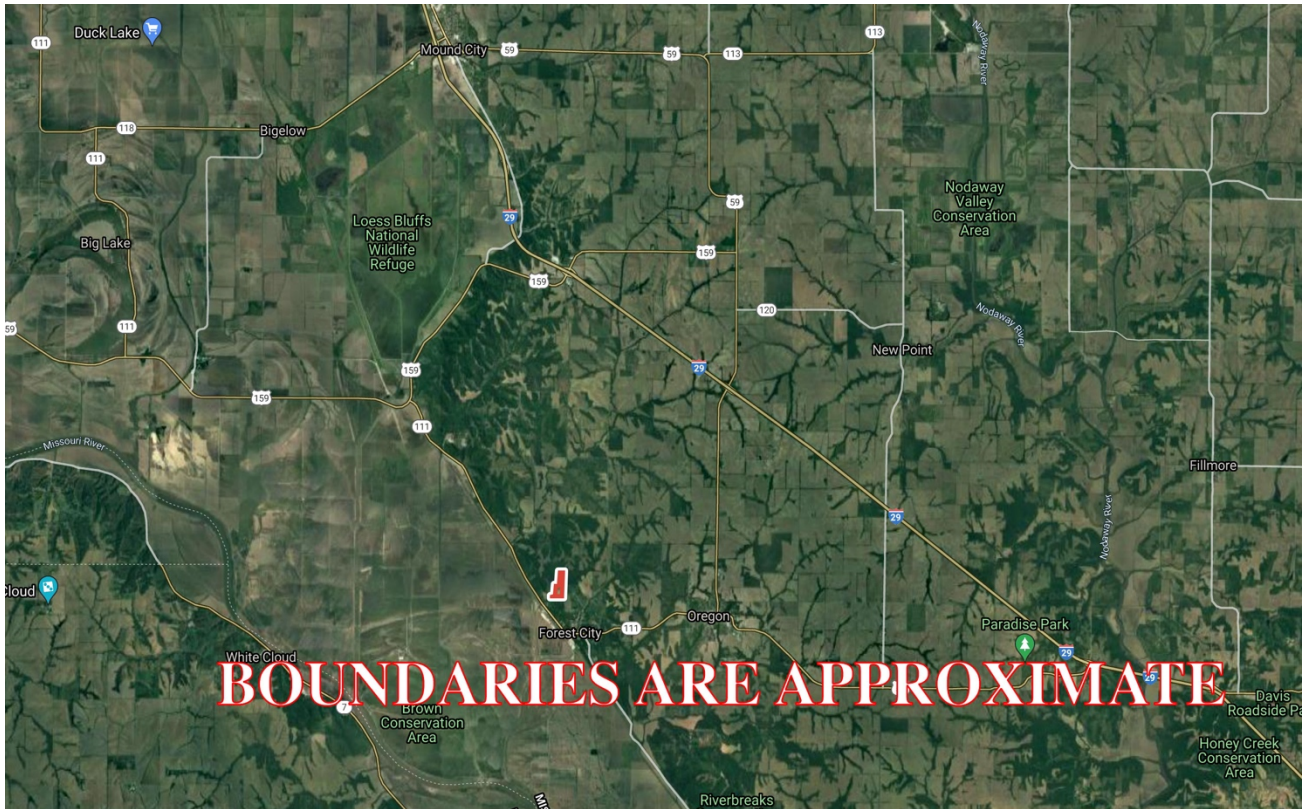 Duck Lake
111
113
Mound City
59
59
113
Nodaway River
118
Bigelow
111
Nodaway
Valley
Conservation
Area
59
29
Loess Bluffs
National
Wildlife
Refuge
Big Lake
159
159
Nodaway River
120
111
59
New Point
159
29
159
111
Missouri River
Fillmore
29
Nodaway River
Cloud
Oregon
Forest City
111
Paradise Park
29
White Cloud
BOUNDARIES ARE APPROXIMATE
29
Davis
Roadside Pa
7
Brown
Conservation
Area
Honey Creek
Conservation
Area
Riverbreaks